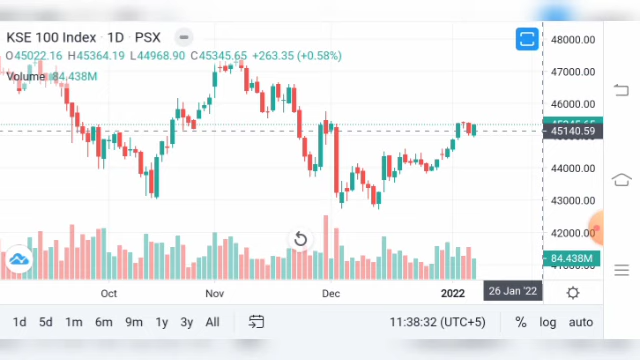 KSE 100 Index · 1D · PSX
O45022.16 H45364.19 L44968.90 C45345.65 +263.35 (+0.58%)
Volume 84.438M
48000.00
47000.00
46000.00
45345.65
45140.59
44000.00
43000.00
42000.00
84.438M
Oct Nov Dec 2022 26 Jan '22
1d 5d 1m 6m 9m 1y 3y All 11:38:32 (UTC+5) % log auto